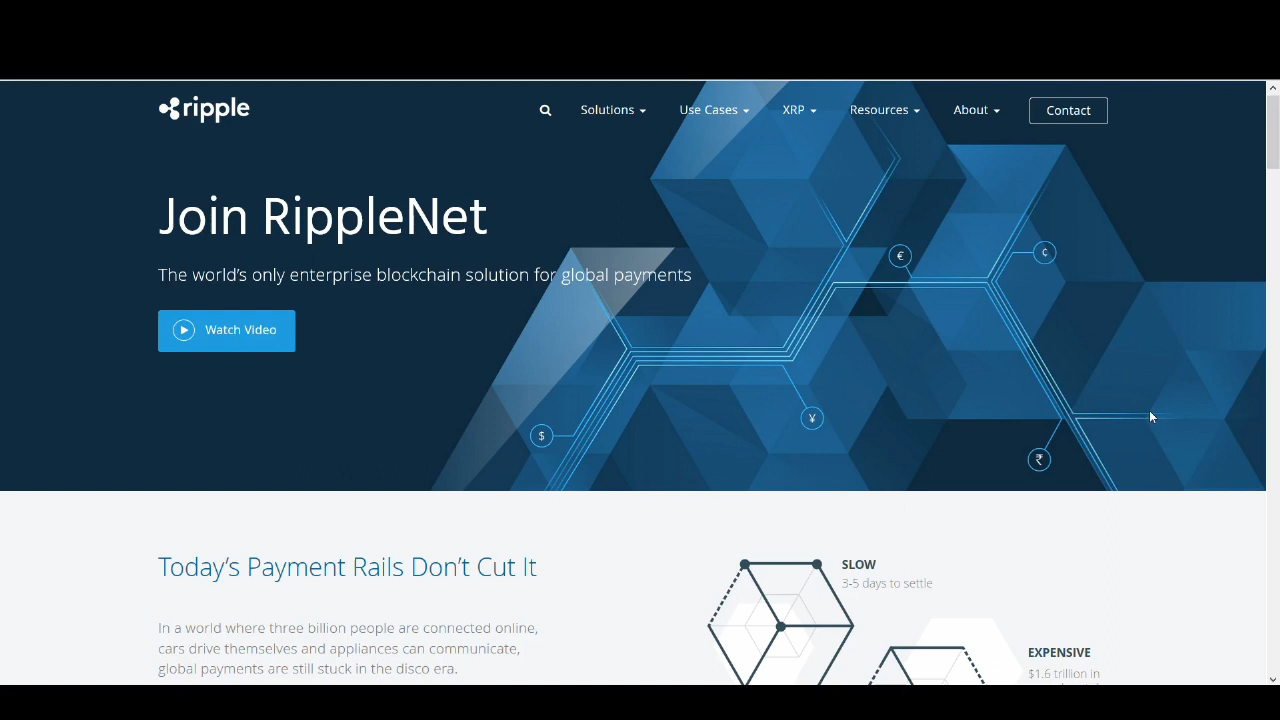 ripple
Solutions
Use Cases
XRP
Resources
About
Contact
Join RippleNet
The world's only enterprise blockchain solution for global payments
Watch Video
€
¢
$
¥
₹
Today's Payment Rails Don't Cut It
In a world where three billion people are connected online,
cars drive themselves and appliances can communicate,
global payments are still stuck in the disco era.
SLOW
3-5 days to settle
EXPENSIVE
$1.6 trillion in